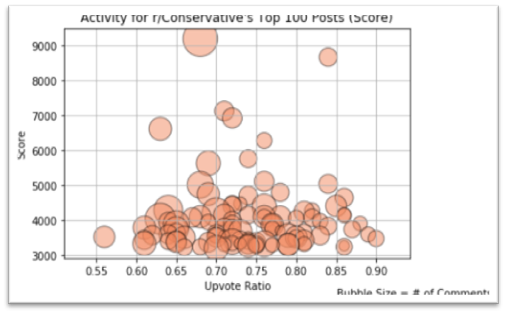 Activity for r/Conservative's Top 100 Posts (Score)
9000
8000
7000
6000
5000
4000
3000
Score
0.55 0.60 0.65 0.70 0.75 0.80 0.85 0.90
Upvote Ratio
Bubble Size = # of Comments